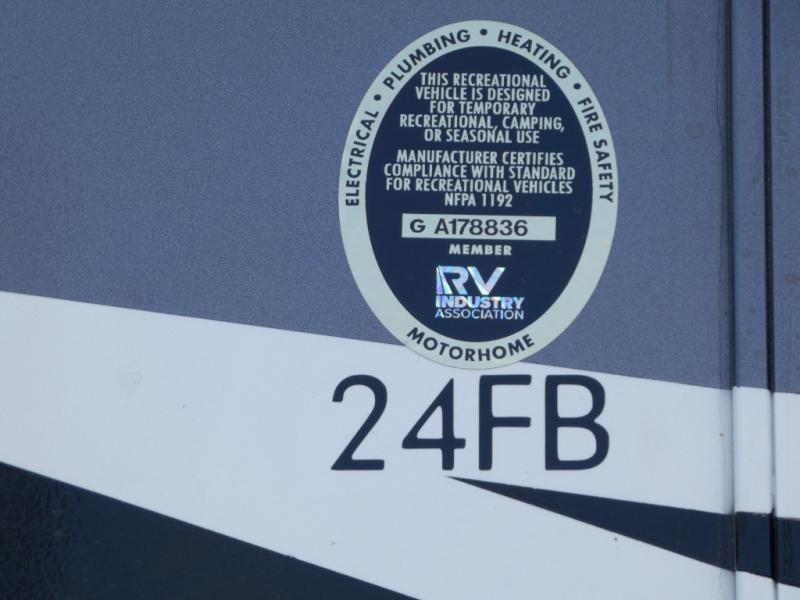 ELECTRICAL • PLUMBING • HEATING • FIRE SAFETY
THIS RECREATIONAL
VEHICLE IS DESIGNED
FOR TEMPORARY
RECREATIONAL, CAMPING,
OR SEASONAL USE
MANUFACTURER CERTIFIES
COMPLIANCE WITH STANDARD
FOR RECREATIONAL VEHICLES
NFPA 1192
G A178836
MEMBER
RV
INDUSTRY
ASSOCIATION
MOTORHOME
24FB